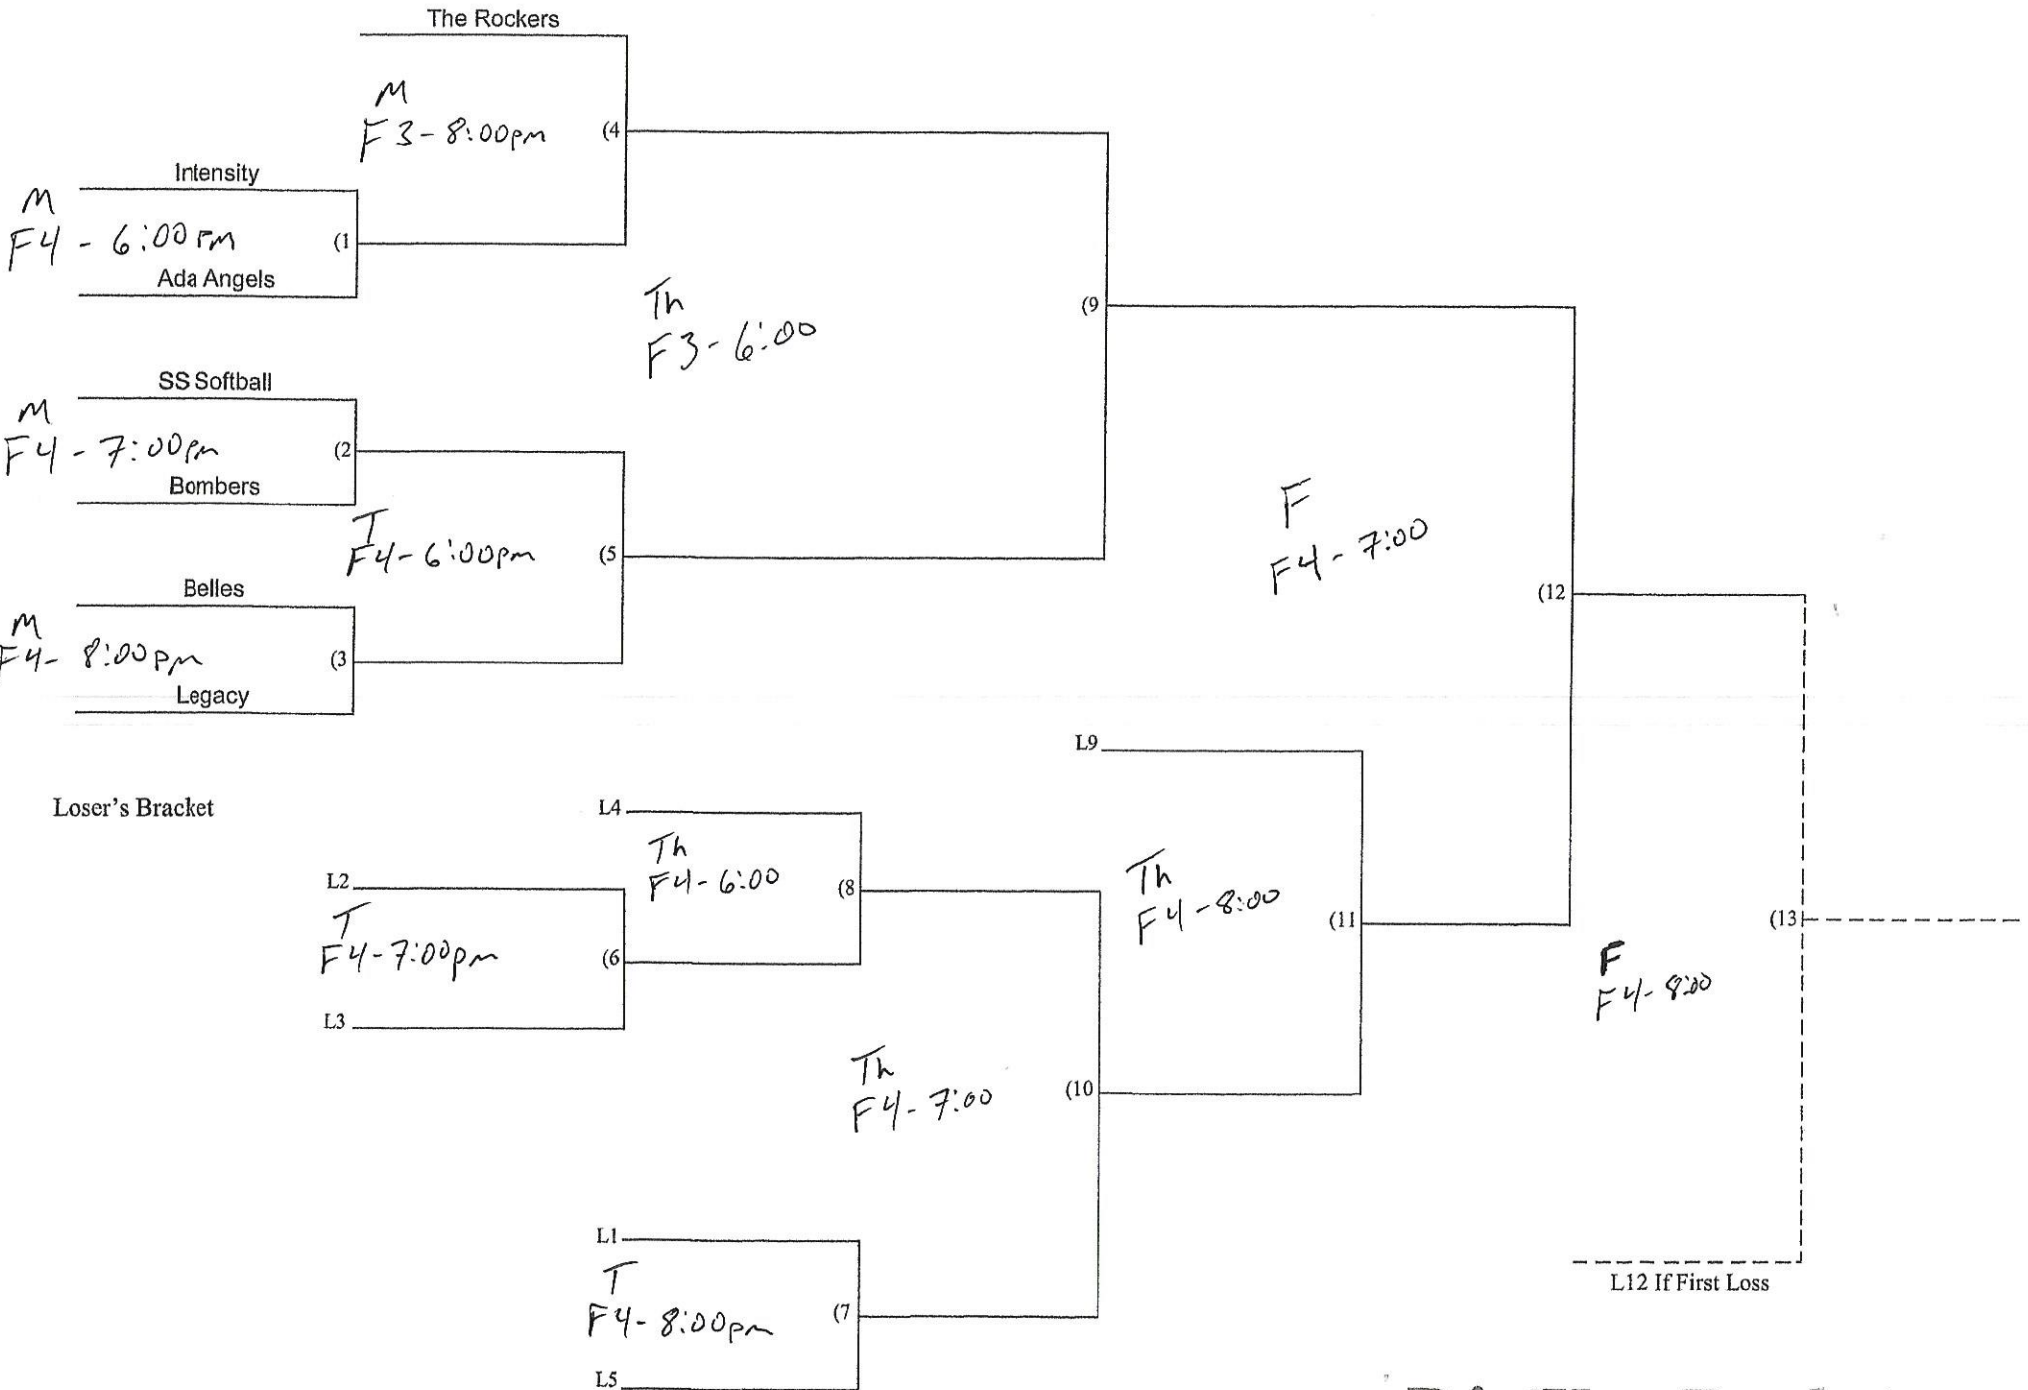 The Rockers
M
F3-8:00pm
(4
Intensity
M
F4 - 6:00PM
(1
Ada Angels
Th
F3-6:00
(9
SS Softball
M
F4 - 7:00pm
(2
Bombers
T
F4-6:00pm
(5
F
F4 - 7:00
(12
Belles
M
F4- 8:00pm
(3
Legacy
L9
Loser's Bracket
L4
Th
F4-6:00
(8
L2
T
F4-7:00pm
(6
L3
Th
F4-8:00
(11
(13
F
F4-8:00
Th
F4-7:00
(10
L1
T
F4-8:00pm
(7
L5
L12 If First Loss